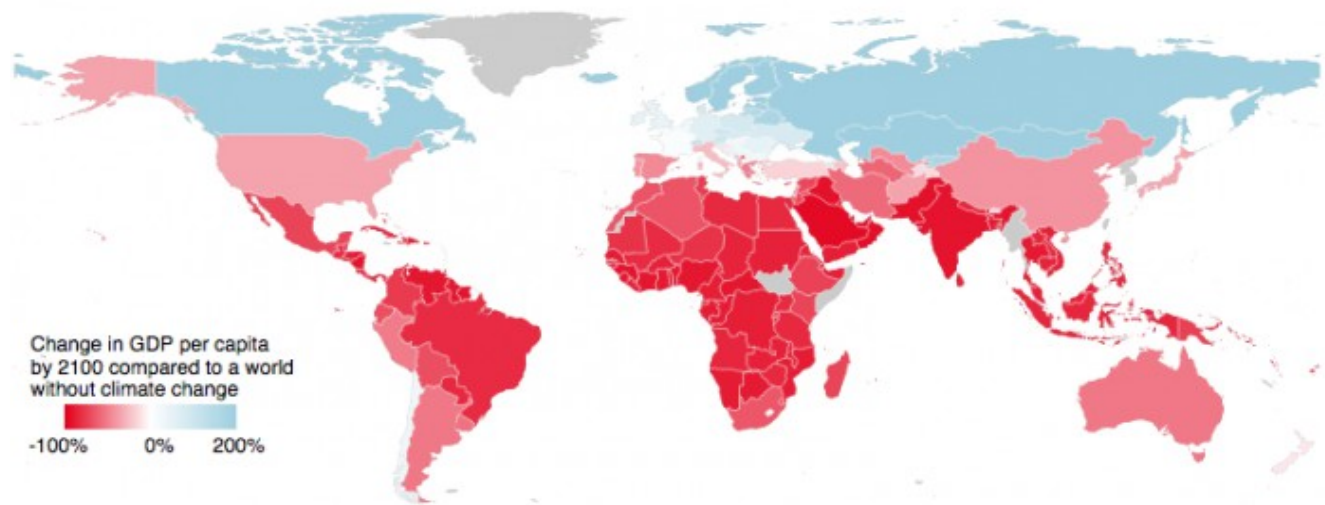 Change in GDP per capita
by 2100 compared to a world
without climate change
-100% 0% 200%